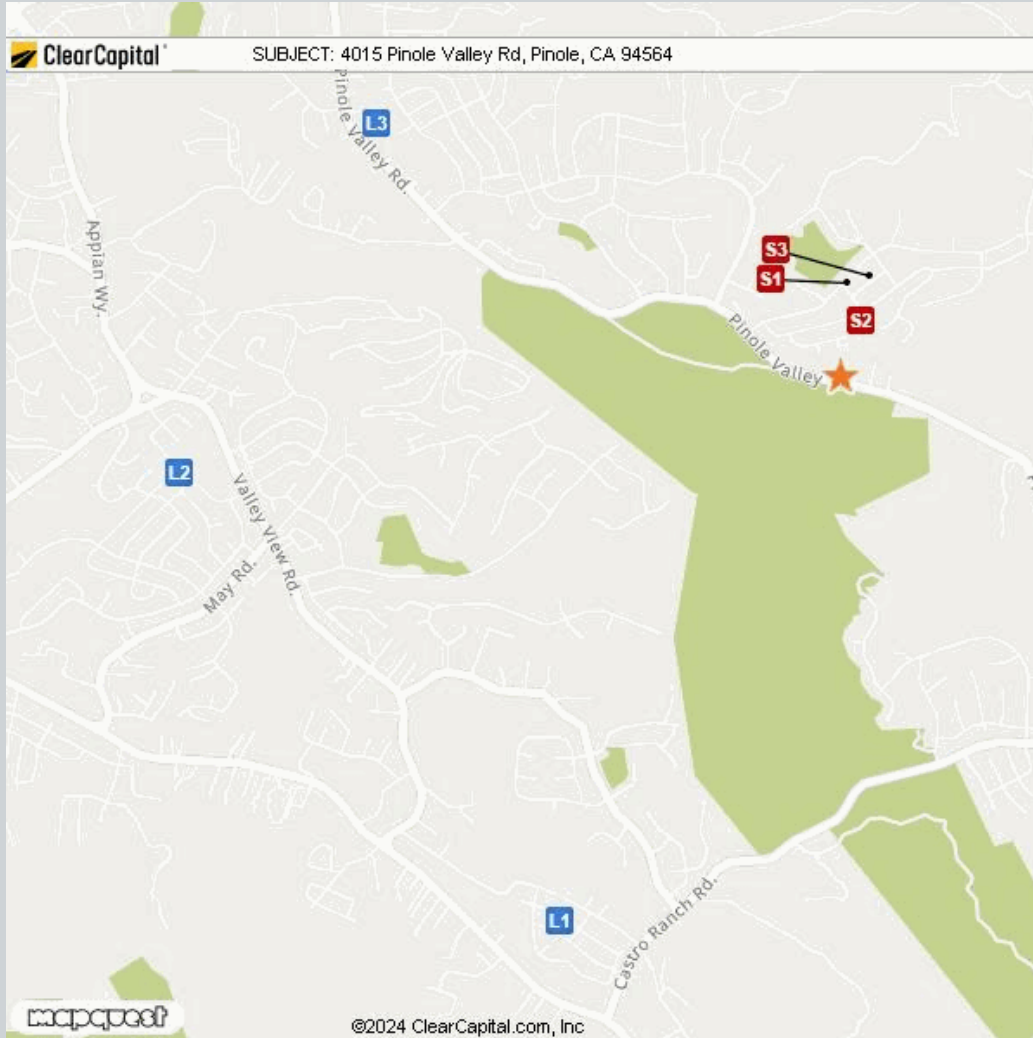 ClearCapital
SUBJECT: 4015 Pinole Valley Rd, Pinole, CA 94564
Pinole Valley Rd.
L3
Appian Wy.
S3
S1
S2
Pinole Valley
L2
Valley View Rd.
May Rd.
L1
Castro Ranch Rd.
mapquest
©2024 ClearCapital.com, Inc